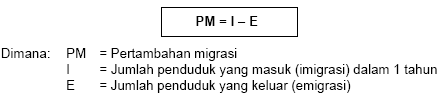 PM = I – E
Dimana: PM = Pertambahan migrasi
I = Jumlah penduduk yang masuk (imigrasi) dalam 1 tahun
E = Jumlah penduduk yang keluar (emigrasi)